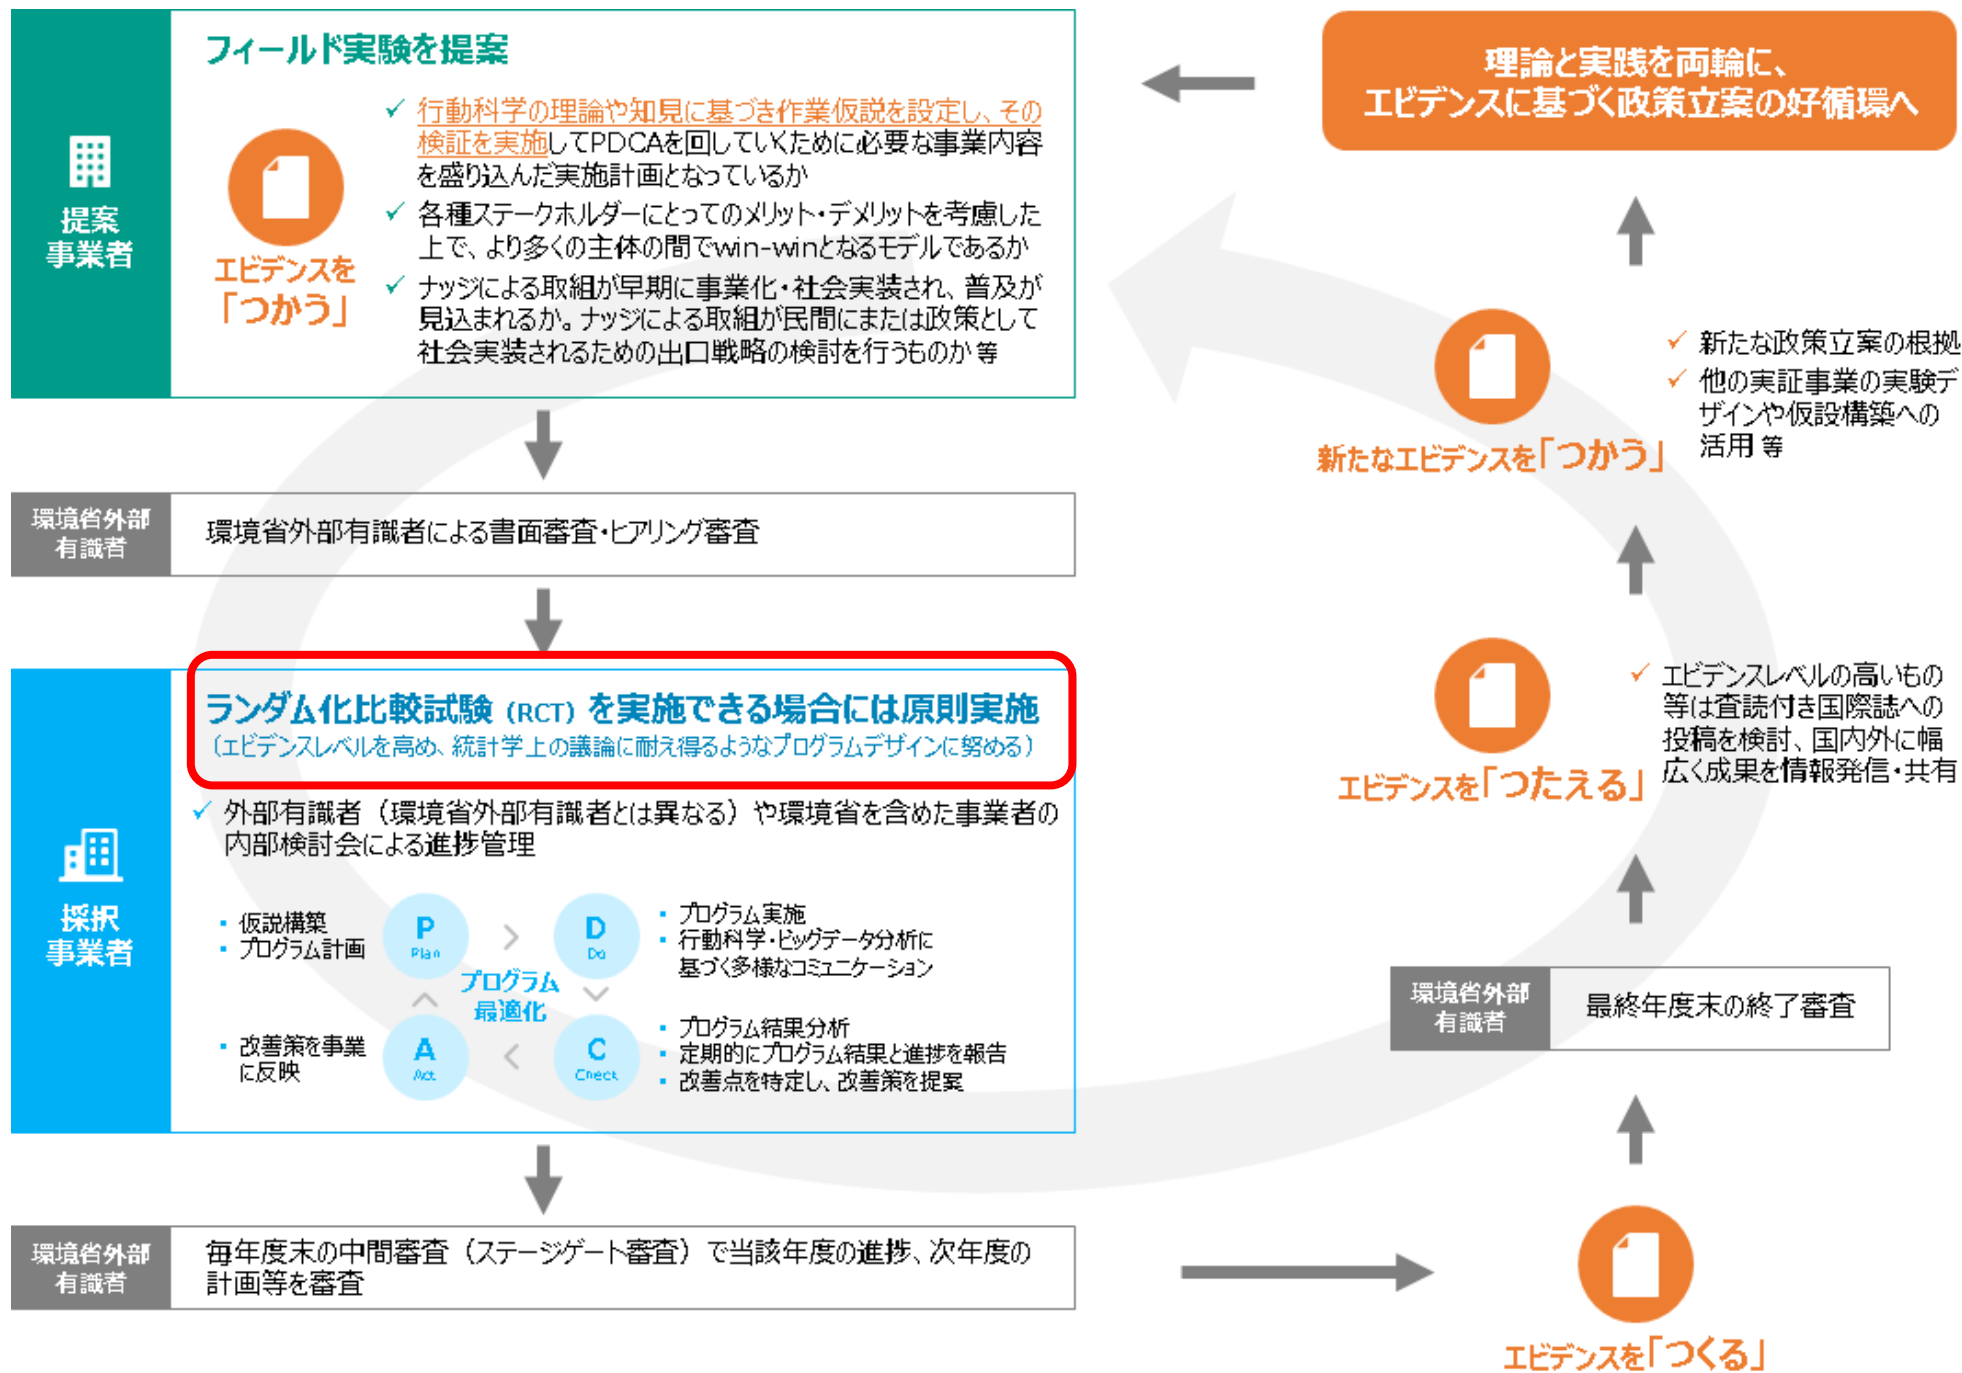 提案
事業者
フィールド実験を提案
エビデンスを
「つかう」
✓ 行動科学の理論や知見に基づき作業仮説を設定し、その
検証を実施してPDCAを回していくために必要な事業内容
を盛り込んだ実施計画となっているか
✓ 各種ステークホルダーにとってのメリット・デメリットを考慮した
上で、より多くの主体の間でwin-winとなるモデルであるか
✓ ナッジによる取組が早期に事業化・社会実装され、普及が
見込まれるか。ナッジによる取組が民間にまたは政策として
社会実装されるための出口戦略の検討を行うものか 等
環境省外部
有識者
環境省外部有識者による書面審査・ヒアリング審査
採択
事業者
ランダム化比較試験（RCT）を実施できる場合には原則実施
（エビデンスレベルを高め、統計学上の議論に耐え得るようなプログラムデザインに努める）
✓ 外部有識者（環境省外部有識者とは異なる）や環境省を含めた事業者の
内部検討会による進捗管理
▪ 仮説構築
▪ プログラム計画
P
Plan
D
Do
▪ プログラム実施
▪ 行動科学・ビッグデータ分析に
基づく多様なコミュニケーション
プログラム
最適化
▪ 改善策を事業
に反映
A
Act
C
Check
▪ プログラム結果分析
▪ 定期的にプログラム結果と進捗を報告
▪ 改善点を特定し、改善策を提案
環境省外部
有識者
毎年度末の中間審査（ステージゲート審査）で当該年度の進捗、次年度の
計画等を審査
エビデンスを「つくる」
環境省外部
有識者
最終年度末の終了審査
エビデンスを「つたえる」
✓ エビデンスレベルの高いもの
等は査読付き国際誌への
投稿を検討、国内外に幅
広く成果を情報発信・共有
新たなエビデンスを「つかう」
✓ 新たな政策立案の根拠
✓ 他の実証事業の実験デ
ザインや仮設構築への
活用 等
理論と実践を両輪に、
エビデンスに基づく政策立案の好循環へ